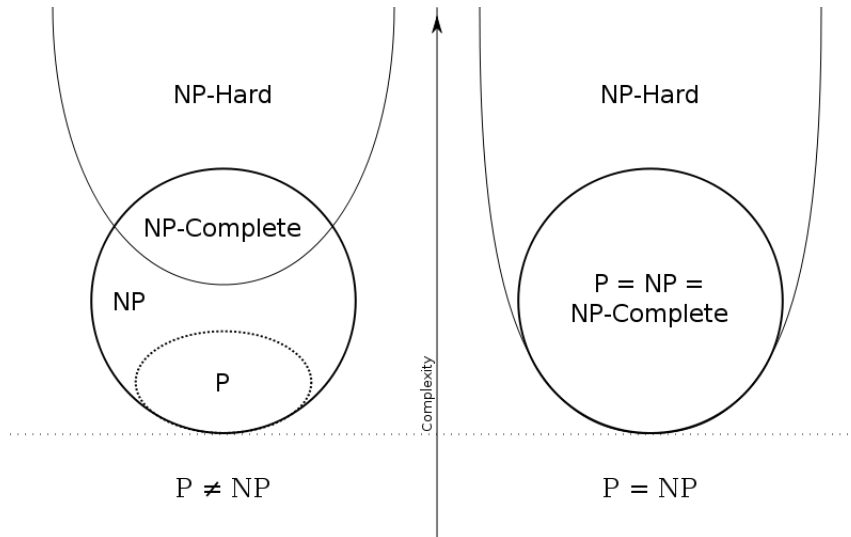 NP-Hard
NP-Complete
NP
P
P ≠ NP
Complexity
NP-Hard
P = NP =
NP-Complete
P = NP